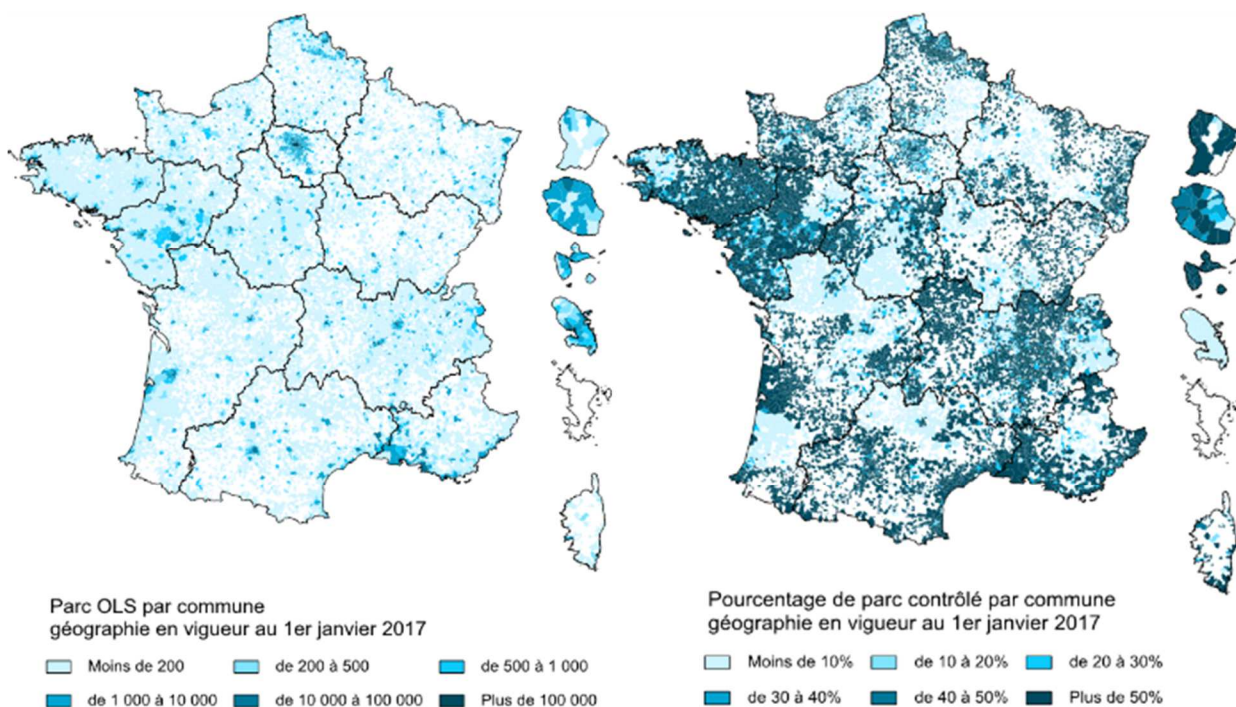 Parc OLS par commune
géographie en vigueur au 1er janvier 2017
Moins de 200
de 200 à 500
de 500 à 1 000
de 1 000 à 10 000
de 10 000 à 100 000
Plus de 100 000
Pourcentage de parc contrôlé par commune
géographie en vigueur au 1er janvier 2017
Moins de 10%
de 10 à 20%
de 20 à 30%
de 30 à 40%
de 40 à 50%
Plus de 50%